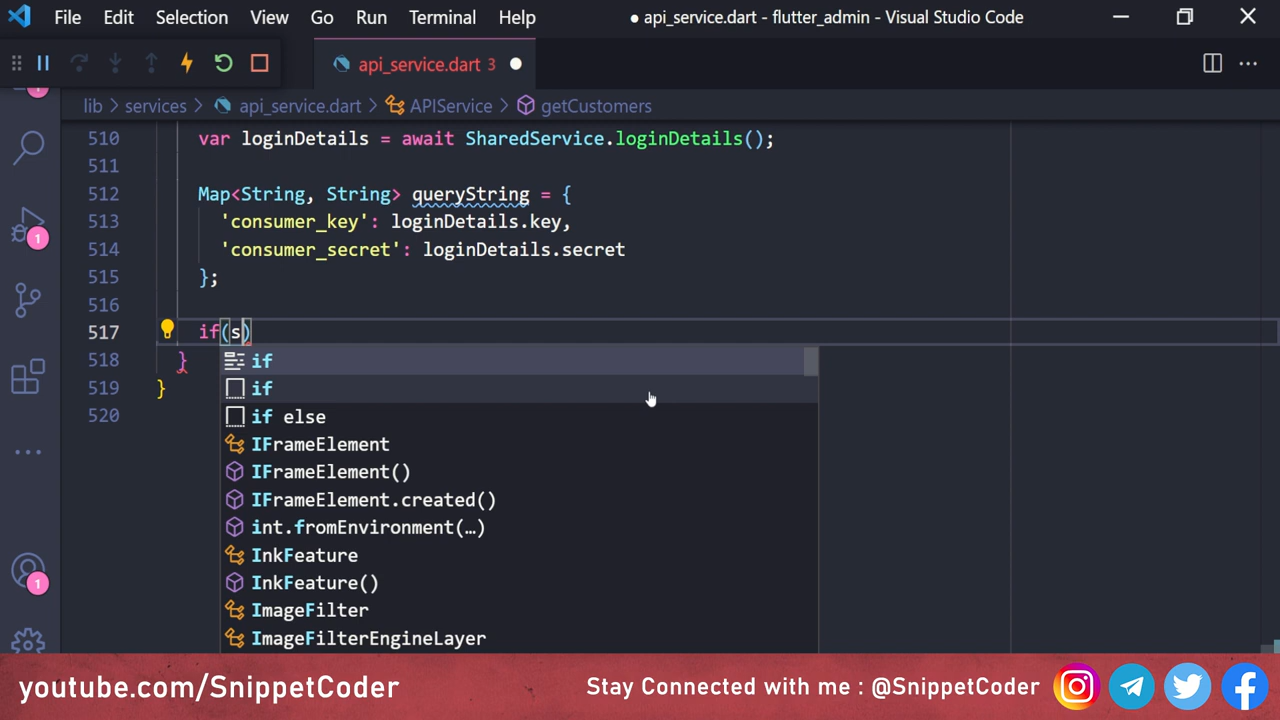 File Edit Selection View Go Run Terminal Help
● api_service.dart - flutter_admin - Visual Studio Code
api_service.dart 3
lib > services > api_service.dart > APIService > getCustomers
510 var loginDetails = await SharedService.loginDetails();
511
512 Map<String, String> queryString = {
513 'consumer_key': loginDetails.key,
514 'consumer_secret': loginDetails.secret
515 };
516
517 if(s)
518 }
519 }
520
if
if
if else
IFrameElement
IFrameElement()
IFrameElement.created()
int.fromEnvironment(…)
InkFeature
InkFeature()
ImageFilter
ImageFilterEngineLayer
1
1
youtube.com/SnippetCoder
Stay Connected with me : @SnippetCoder